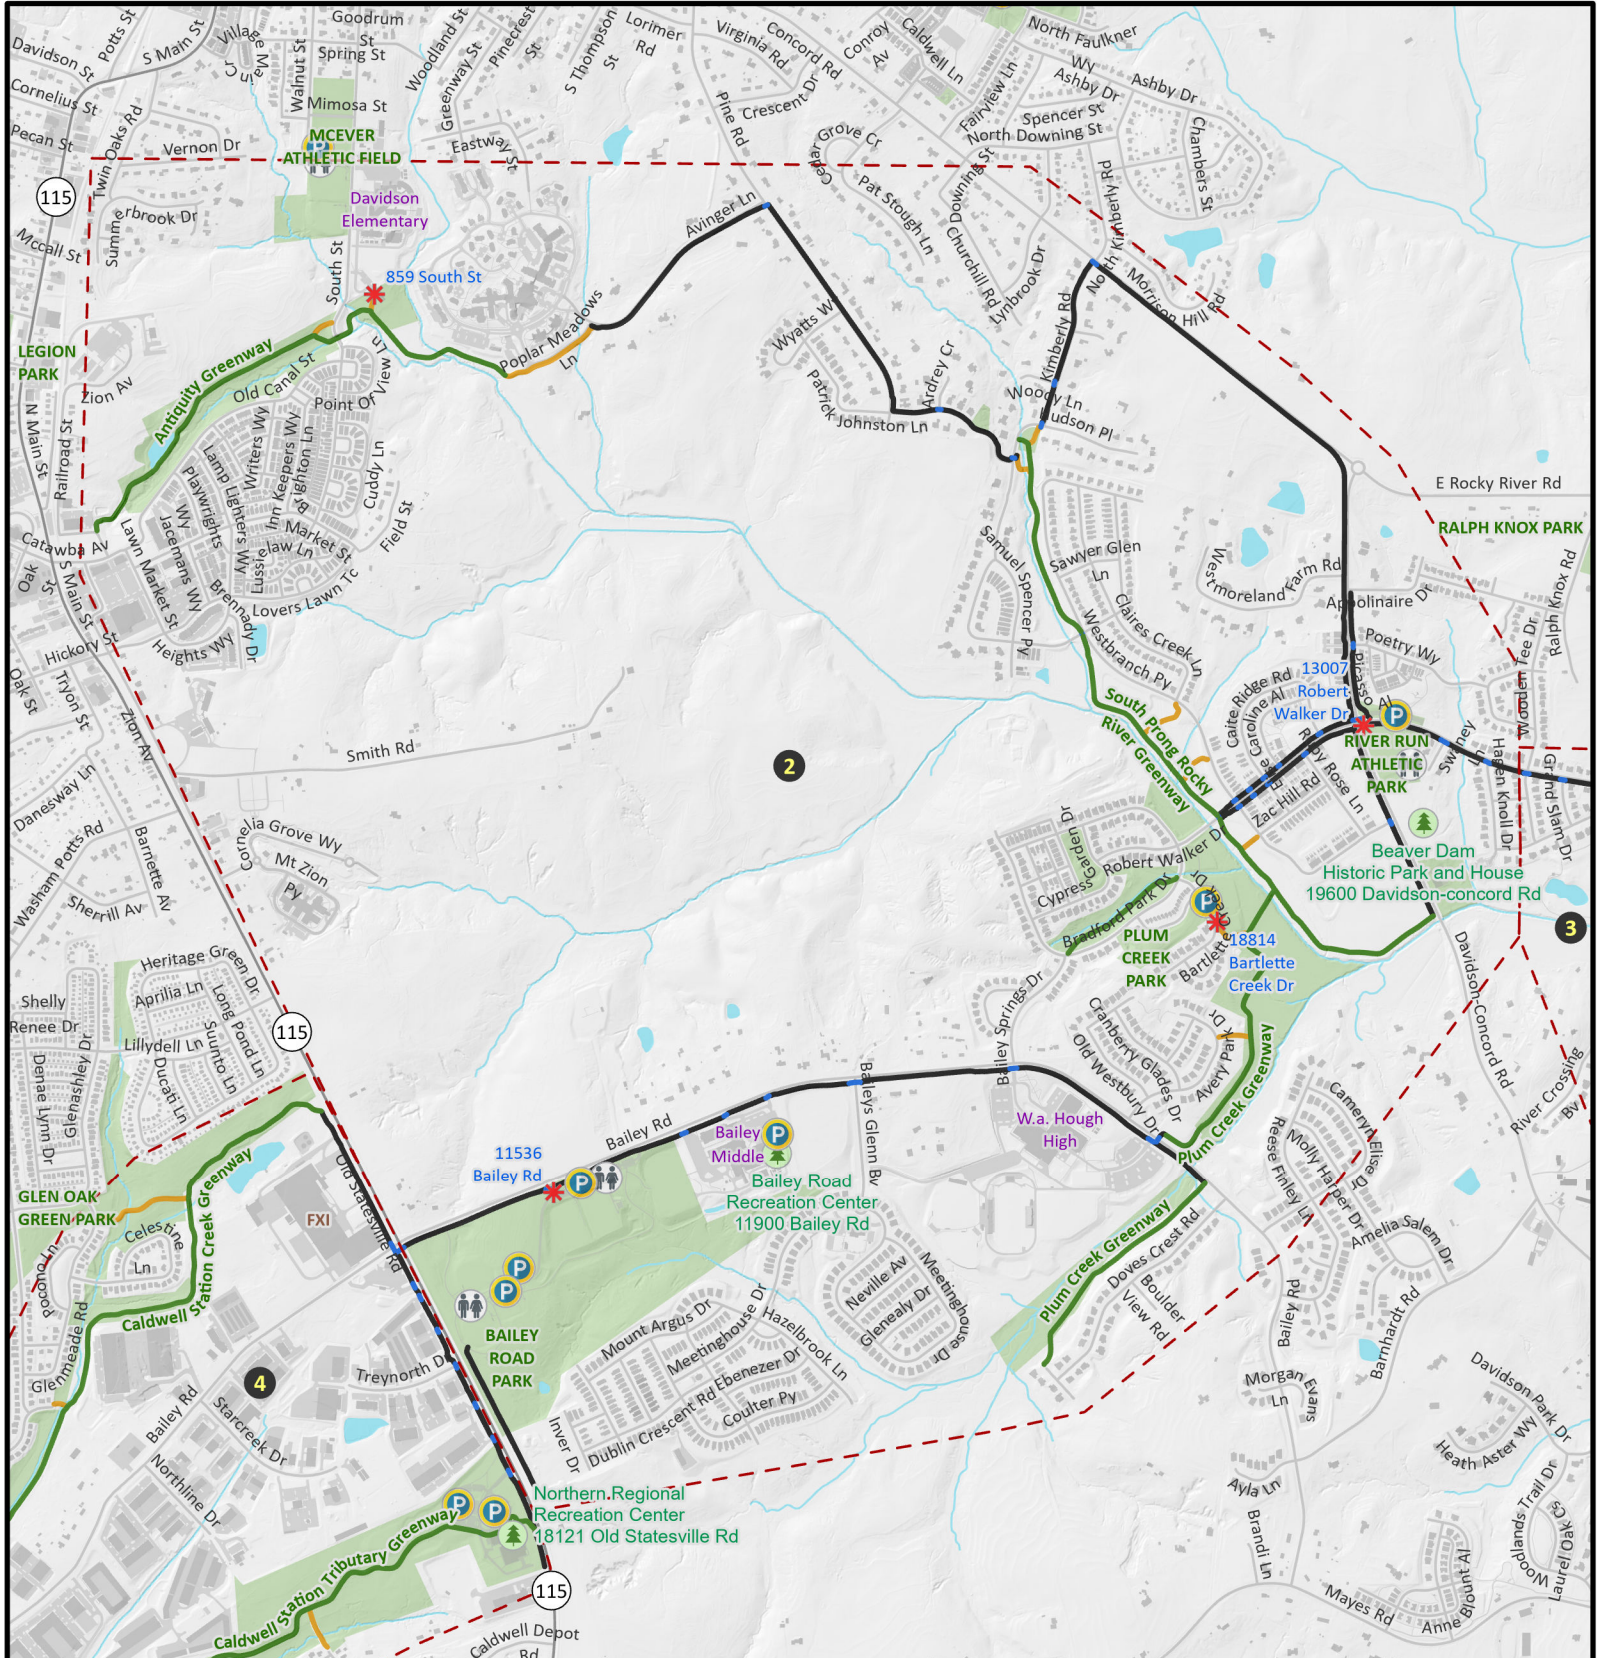 Goodrum
St
Spring St
Mimosa St
Walnut St
Village Ma
in Cr
S Main St
Potts St
Davidson St
Cornelius St
Pecan St
Twin Oaks Rd
Vernon Dr
MCEVER
ATHLETIC FIELD
P
Davidson
Elementary
Woodland St
Greenway St
Pinecrest
St
S Thompson
St
Eastway St
Lorimer
Rd
Virginia Rd
Concord Rd
Crescent Dr
Pine Rd
Conroy
Av
Caldwell Ln
Fairview Ln
North Faulkner
Wy
Ashby Dr
Ashby Dr
Spencer St
North Downing St
Downing St
Chambers St
Grove Cr
Cedar
Pat Stough Ln
Churchill Rd
Lynbrook Dr
North Kimberly Rd
Kimberly Rd
Morrison Hill Rd
115
Mccall St
Summe
rbrook Dr
South St
859 South St
Avinger Ln
Poplar Meadows
Ln
Wyatts Wy
Patrick
Johnston Ln
Ardrey Cr
Woody Ln
Hudson Pl
LEGION
PARK
Zion Av
N Main St
Railroad St
Antiquity Greenway
Old Canal St
Point Of View Ln
Writers Wy
Inn Keepers Wy
Brighton Ln
Lamp Lighters Wy
Playwrights
Wy
Jacemans Wy
Lawn Market St
Market St
Lussie
law Ln
Cuddy Ln
Field St
Lovers Lawn Tc
Brennady Dr
Heights Wy
Catawba Av
Oak
St
S Main St
Hickory St
Oak St
Tryon St
Zion Av
Smith Rd
E Rocky River Rd
RALPH KNOX PARK
Ralph Knox Rd
Wooden Tee Dr
Samuel Spencer Py
Sawyer Glen
Ln
Claires Creek Ln
Westbranch Py
West
moreland
Farm Rd
Appolinaire Dr
Poetry Wy
Picasso Al
13007
Robert
Walker Dr
P
RIVER RUN
ATHLETIC
PARK
Caite Ridge Rd
Caroline Al
Ruby Rose Ln
Zac Hill Rd
Swinney
Ln
Hagen Knoll Dr
Grand Slam Dr
South Prong Rocky
River Greenway
2
Danesway Ln
Washam Potts Rd
Barnette Av
Sherrill Av
Cornelia Grove Wy
Mt Zion
Py
Cypress
Garden Dr
Robert Walker D
Bradford Park Dr
P
PLUM
CREEK
PARK
Bartlette Creek Dr
18814
Bartlette
Creek Dr
Beaver Dam
Historic Park and House
19600 Davidson-concord Rd
3
Davidson-Concord Rd
River Crossing
Bv
Heritage Green Dr
Aprilia Ln
Long Pond Ln
Suunto Ln
Lillydell Ln
Ducati Ln
Shelly
Renee Dr
Denae Lynn Dr
Glenashley Dr
115
Bailey Springs Dr
Cranberry Glades Dr
Old Westbury Dr
Avery Park Dr
Plum Creek Greenway
W.a. Hough
High
Baileys Glenn Bv
Bailey Rd
Bailey
Middle
P
Bailey Road
Recreation Center
11900 Bailey Rd
11536
Bailey Rd
P
Old Statesville Rd
FXI
GLEN OAK
GREEN PARK
Celestine
Ln
Pocono Ln
Caldwell Station Creek Greenway
Glenmeade Rd
4
Bailey Rd
Starcreek Dr
Northline Dr
Treynorth Dr
P
P
BAILEY
ROAD
PARK
Mount Argus Dr
Meetinghouse Dr
Hazelbrook Ln
Ebenezer Dr
Coulter Py
Dublin Crescent Rd
Inver Dr
Neville Av
Glenealy Dr
Meetinghouse Dr
Plum Creek Greenway
Doves Crest Rd
Boulder
View Rd
Cameryn Elise Dr
Molly Harper Dr
Reese Finley Ln
Amelia Salem Dr
Bailey Rd
Barnhardt Rd
Morgan
Ln
Evans
Davidson Park Dr
Heath Aster Wy
Woodlands Trail Dr
Laurel Oak Cs
Ayla Ln
Brandi Ln
Mayes Rd
Anne Blount Al
P
P
Northern Regional
Recreation Center
18121 Old Statesville Rd
Caldwell Station Tributary Greenway
115
Caldwell Depot
Rd